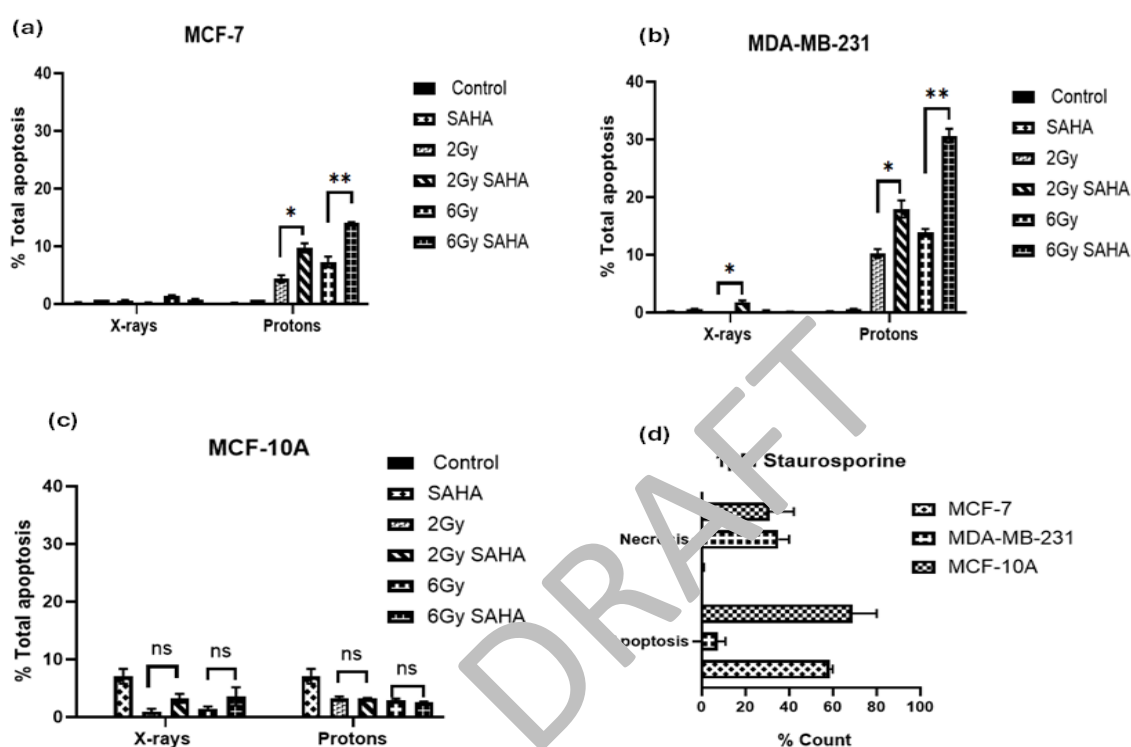 (a)
MCF-7
% Total apoptosis
40
30
20
10
0
* **
X-rays Protons
Control
SAHA
2Gy
2Gy SAHA
6Gy
6Gy SAHA
(b)
MDA-MB-231
% Total apoptosis
40
30
20
10
0
* * **
X-rays Protons
Control
SAHA
2Gy
2Gy SAHA
6Gy
6Gy SAHA
(c)
MCF-10A
% Total apoptosis
40
30
20
10
0
ns ns ns ns
X-rays Protons
Control
SAHA
2Gy
2Gy SAHA
6Gy
6Gy SAHA
(d)
Staurosporine
Necrosis
poptosis
0 20 40 60 80 100
% Count
MCF-7
MDA-MB-231
MCF-10A
DRAFT